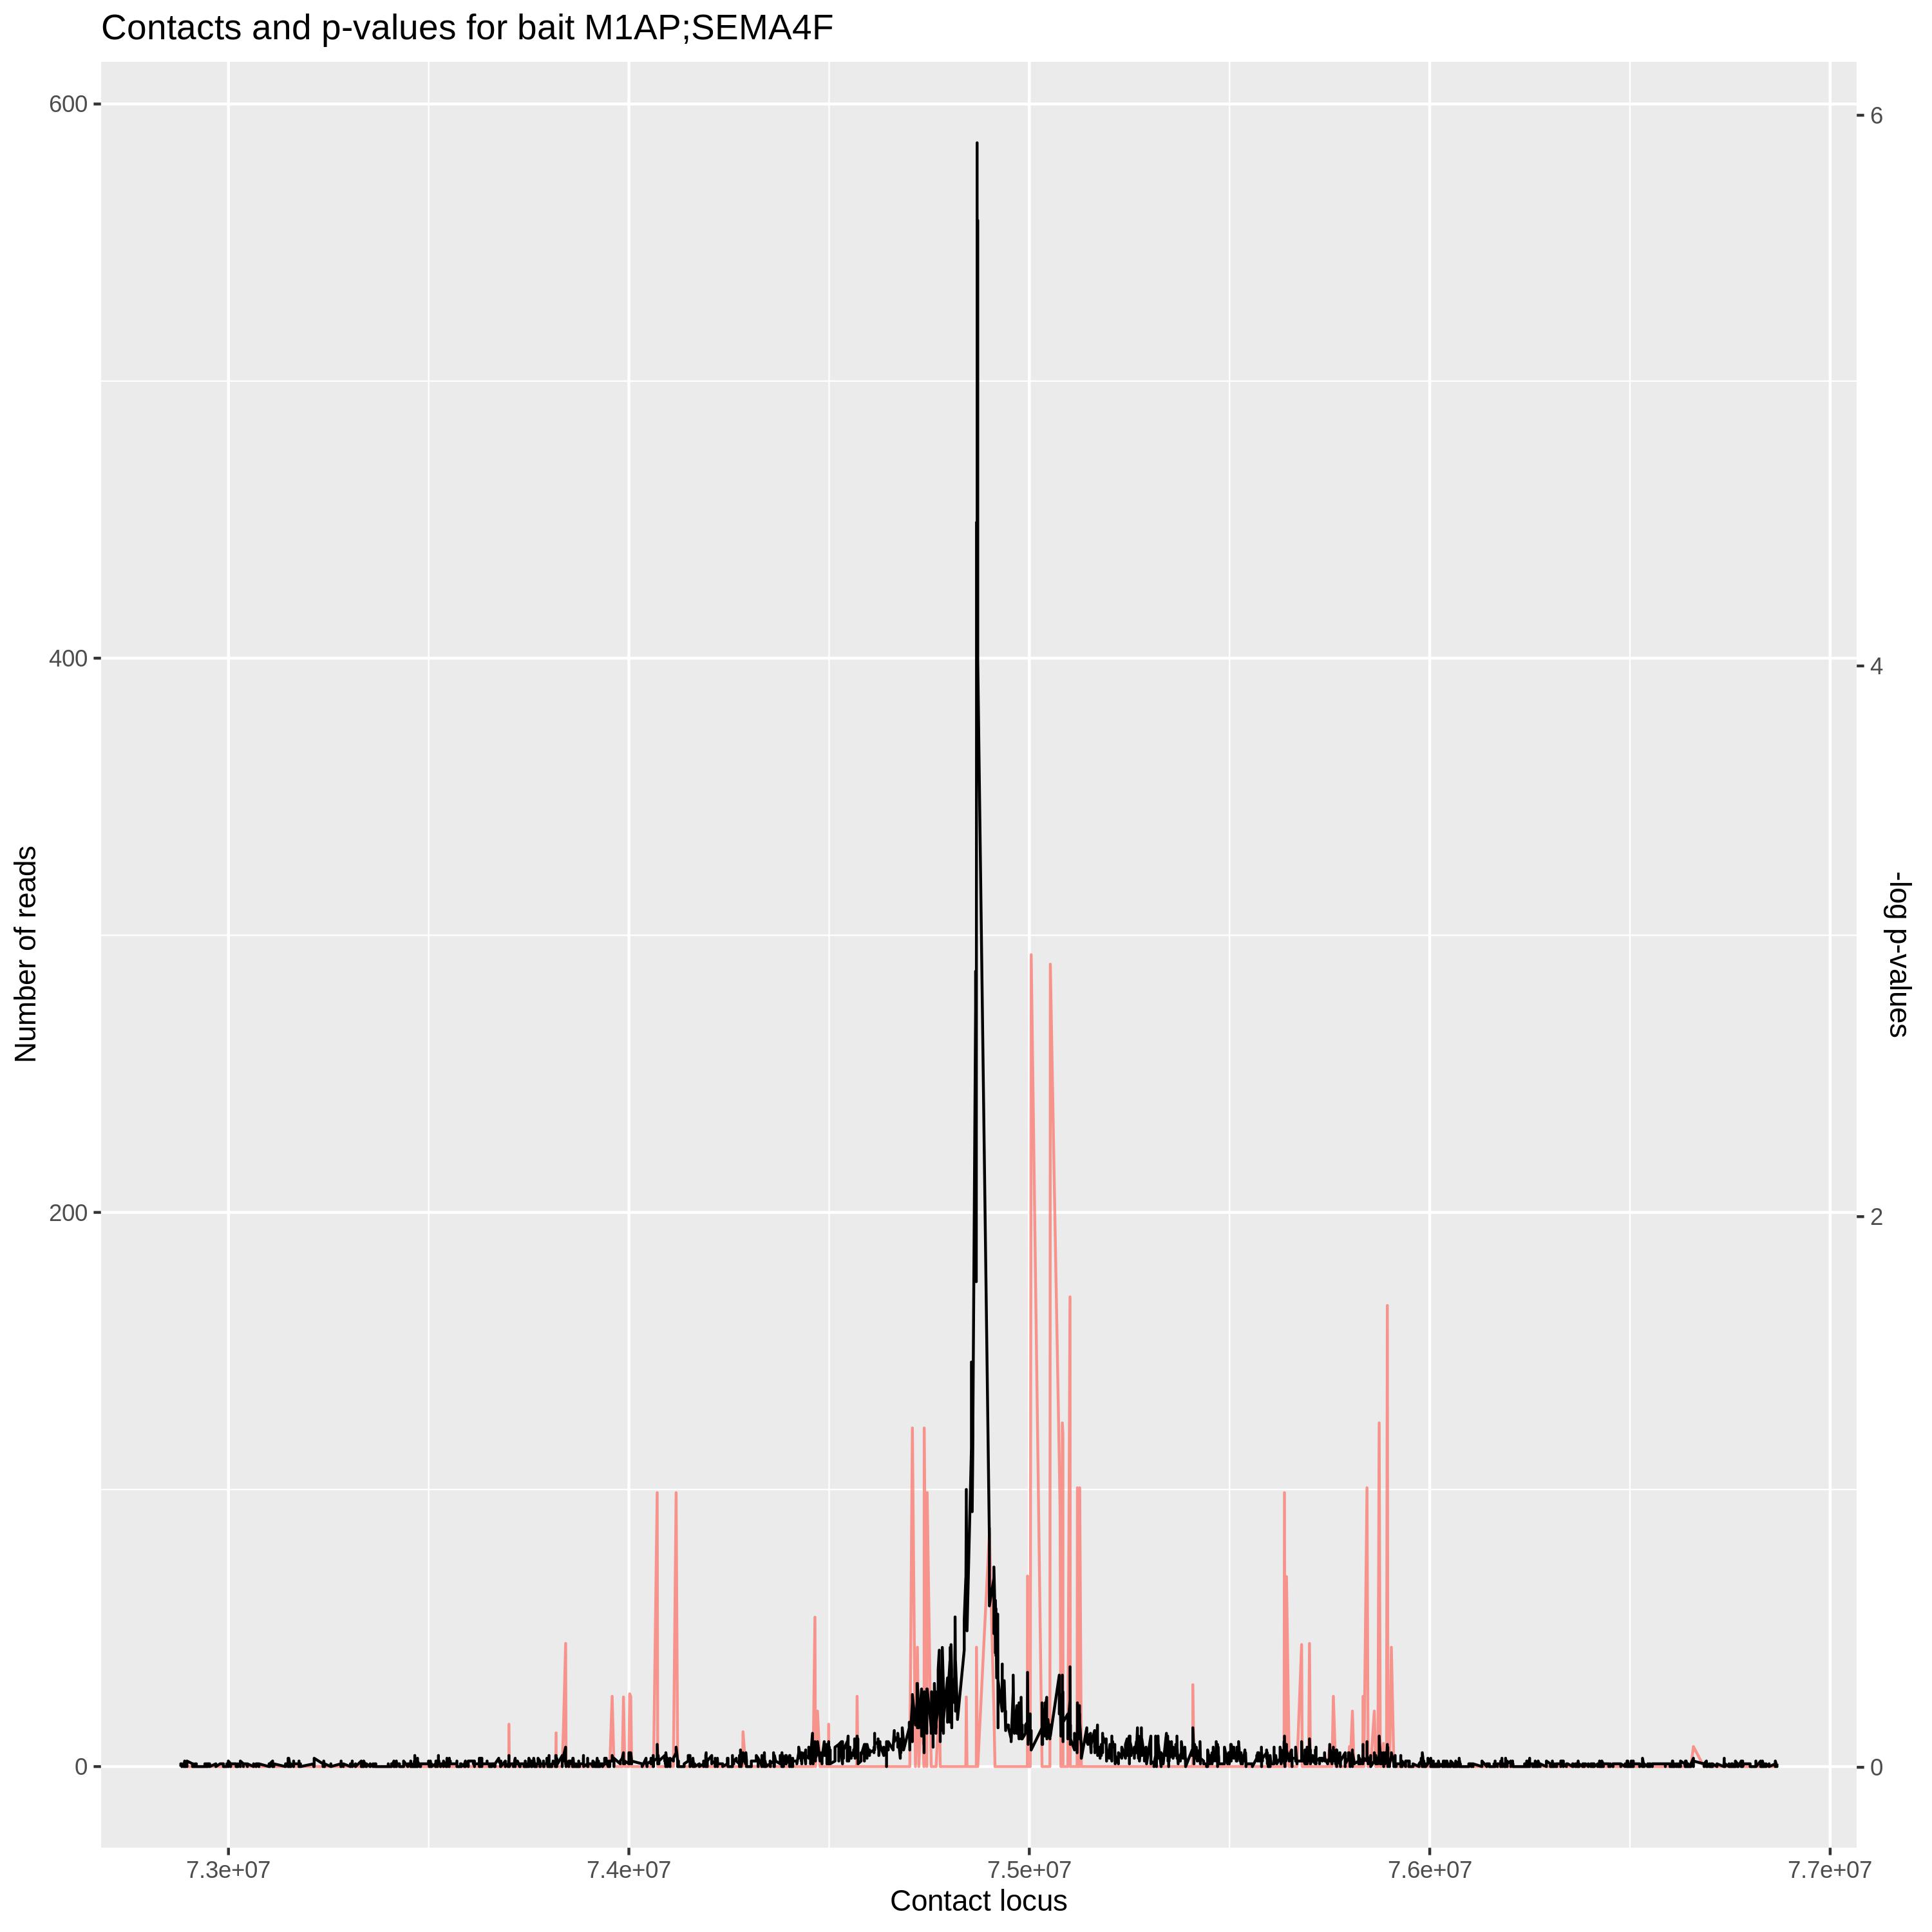 Contacts and p-values for bait M1AP;SEMA4F
600
400
200
0
Number of reads
6
4
2
0
-log p-values
7.3e+07
7.4e+07
7.5e+07
7.6e+07
7.7e+07
Contact locus